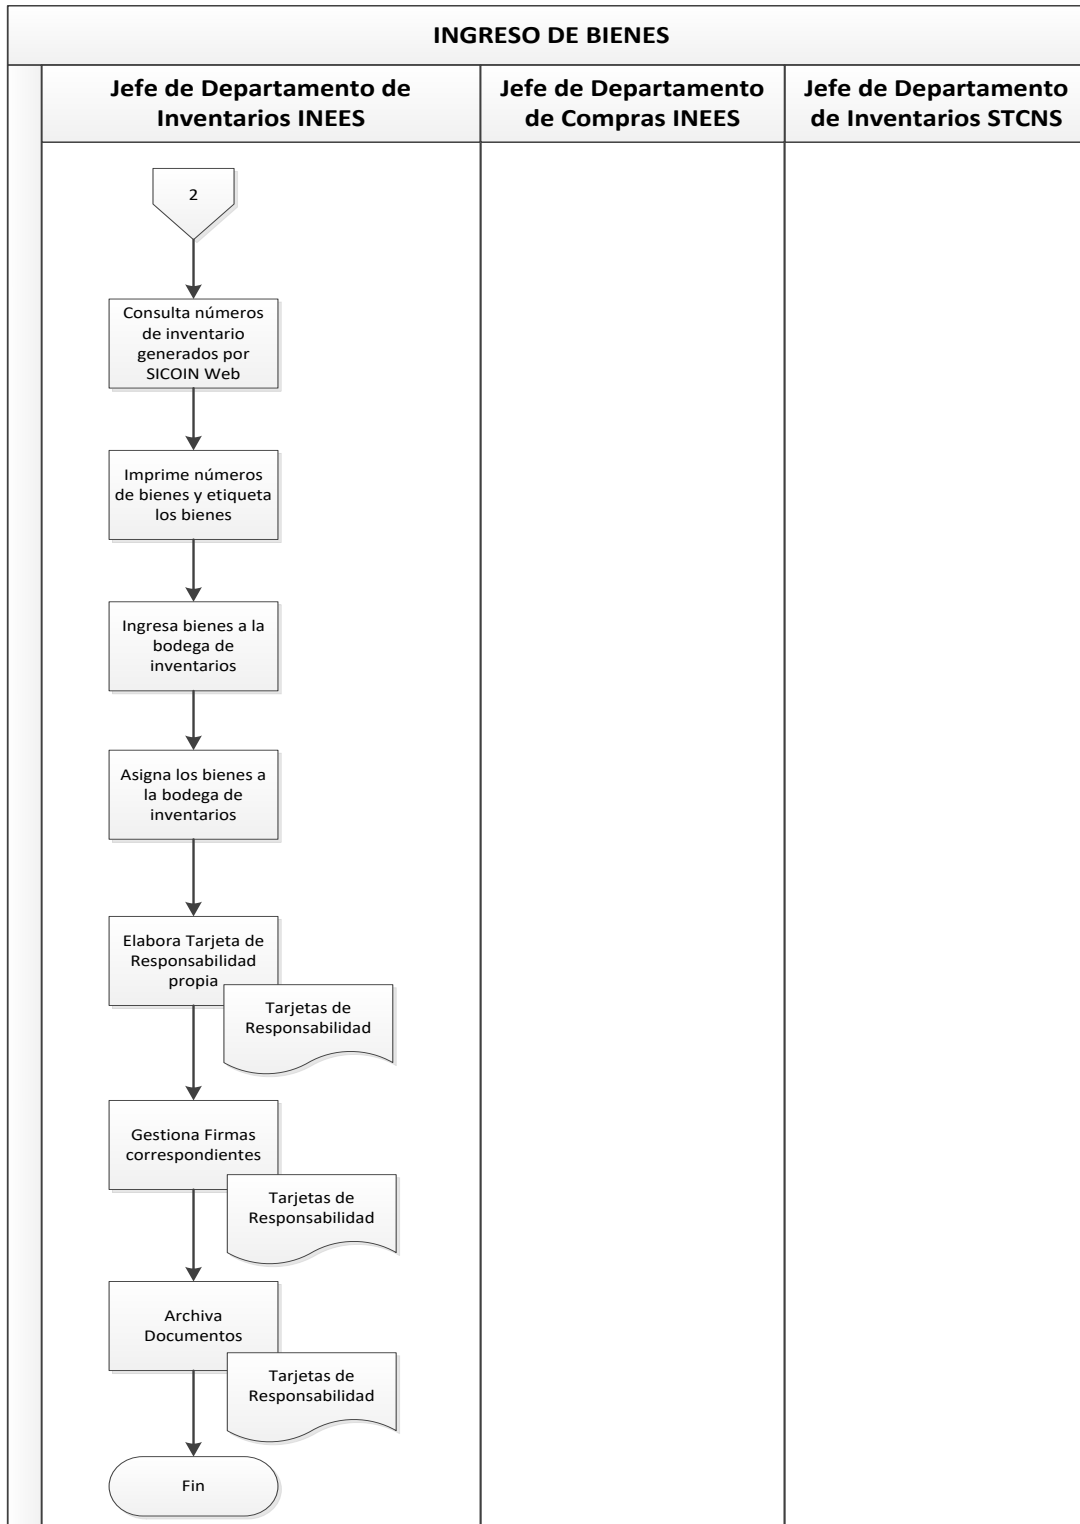 INGRESO DE BIENES
Jefe de Departamento de
Inventarios INEES
Jefe de Departamento
de Compras INEES
Jefe de Departamento
de Inventarios STCNS
2
Consulta números
de inventario
generados por
SICOIN Web
Imprime números
de bienes y etiqueta
los bienes
Ingresa bienes a la
bodega de
inventarios
Asigna los bienes a
la bodega de
inventarios
Elabora Tarjeta de
Responsabilidad
propia
Tarjetas de
Responsabilidad
Gestiona Firmas
correspondientes
Tarjetas de
Responsabilidad
Archiva
Documentos
Tarjetas de
Responsabilidad
Fin